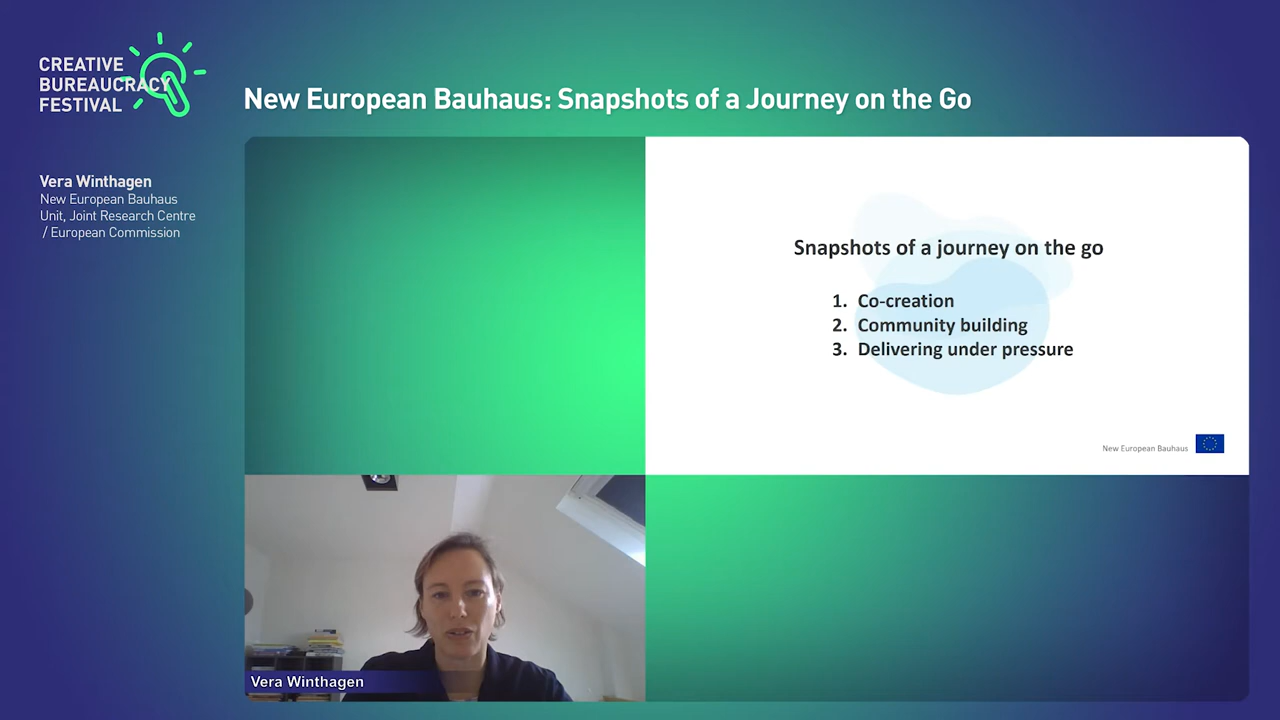 CREATIVE
BUREAUCRACY
FESTIVAL
New European Bauhaus: Snapshots of a Journey on the Go
Vera Winthagen
New European Bauhaus
Unit, Joint Research Centre
/ European Commission
Snapshots of a journey on the go
1. Co-creation
2. Community building
3. Delivering under pressure
New European Bauhaus
Vera Winthagen